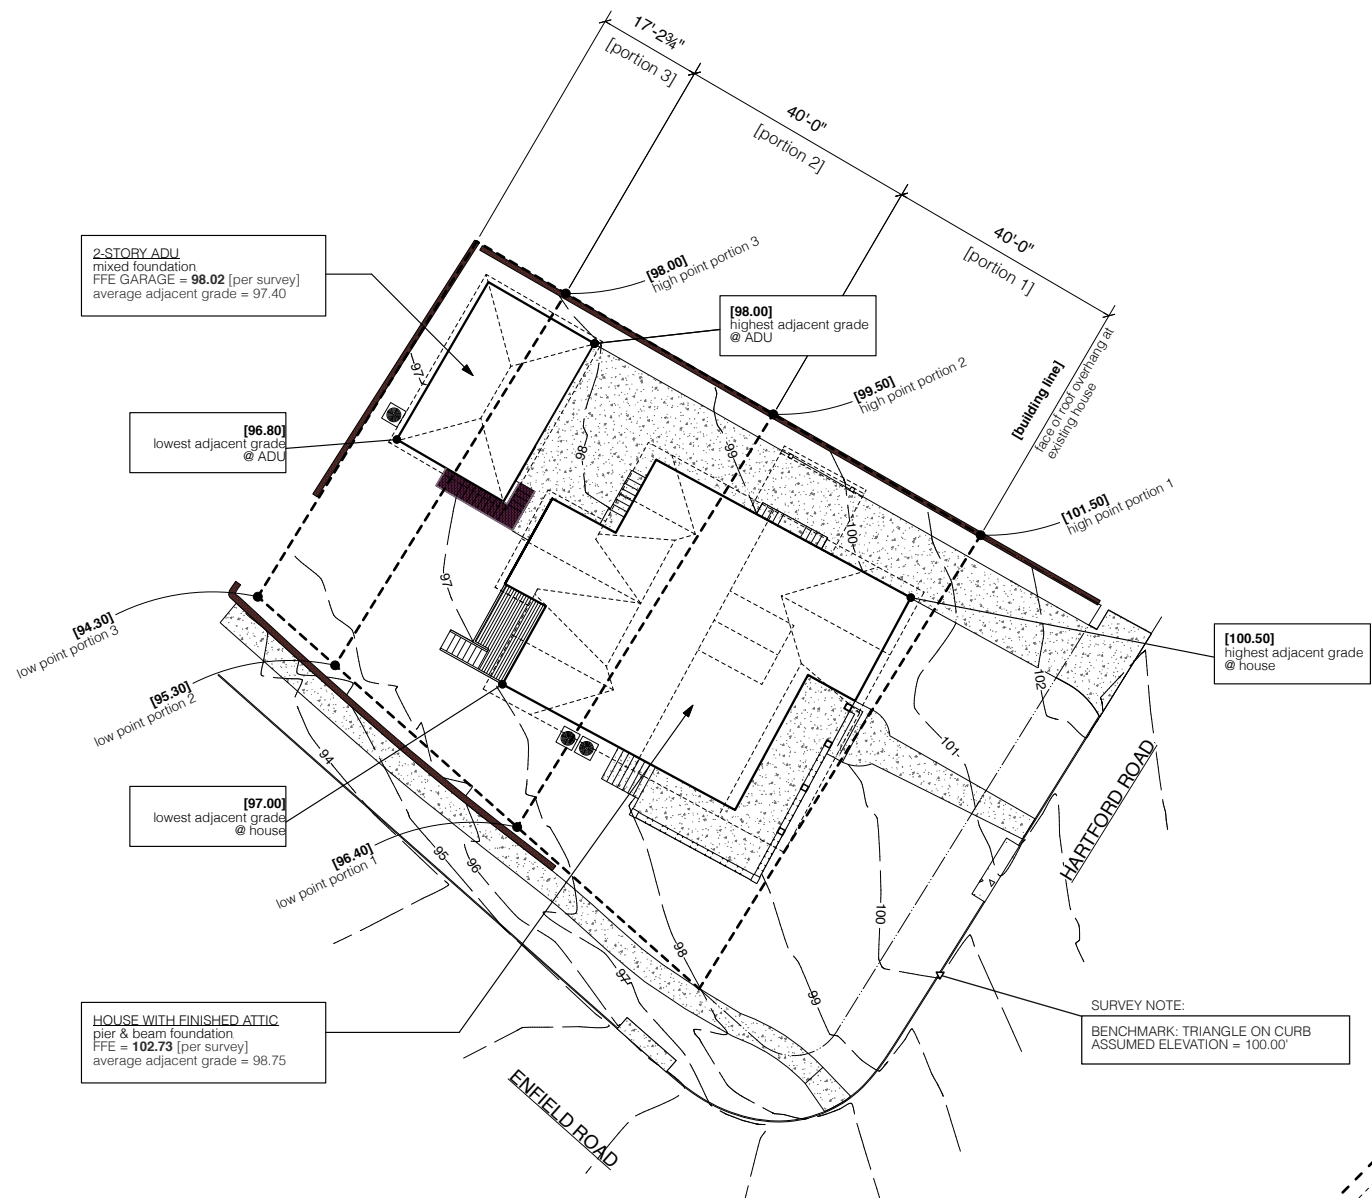 17'-2¾"
[portion 3]
40'-0"
[portion 2]
40'-0"
[portion 1]
2-STORY ADU
mixed foundation
FFE GARAGE = 98.02 [per survey]
average adjacent grade = 97.40
[98.00]
high point portion 3
[98.00]
highest adjacent grade
@ ADU
[99.50]
high point portion 2
[building line]
face of roof overhang at
existing house
97
[96.80]
lowest adjacent grade
@ ADU
98
99
[101.50]
high point portion 1
100
97
[94.30]
low point portion 3
[100.50]
highest adjacent grade
@ house
102
[95.30]
low point portion 2
101
94
HARTFORD ROAD
[97.00]
lowest adjacent grade
@ house
95
96
[96.40]
low point portion 1
4
100
98
97
99
HOUSE WITH FINISHED ATTIC
pier & beam foundation
FFE = 102.73 [per survey]
average adjacent grade = 98.75
SURVEY NOTE:
BENCHMARK: TRIANGLE ON CURB
ASSUMED ELEVATION = 100.00'
ENFIELD ROAD